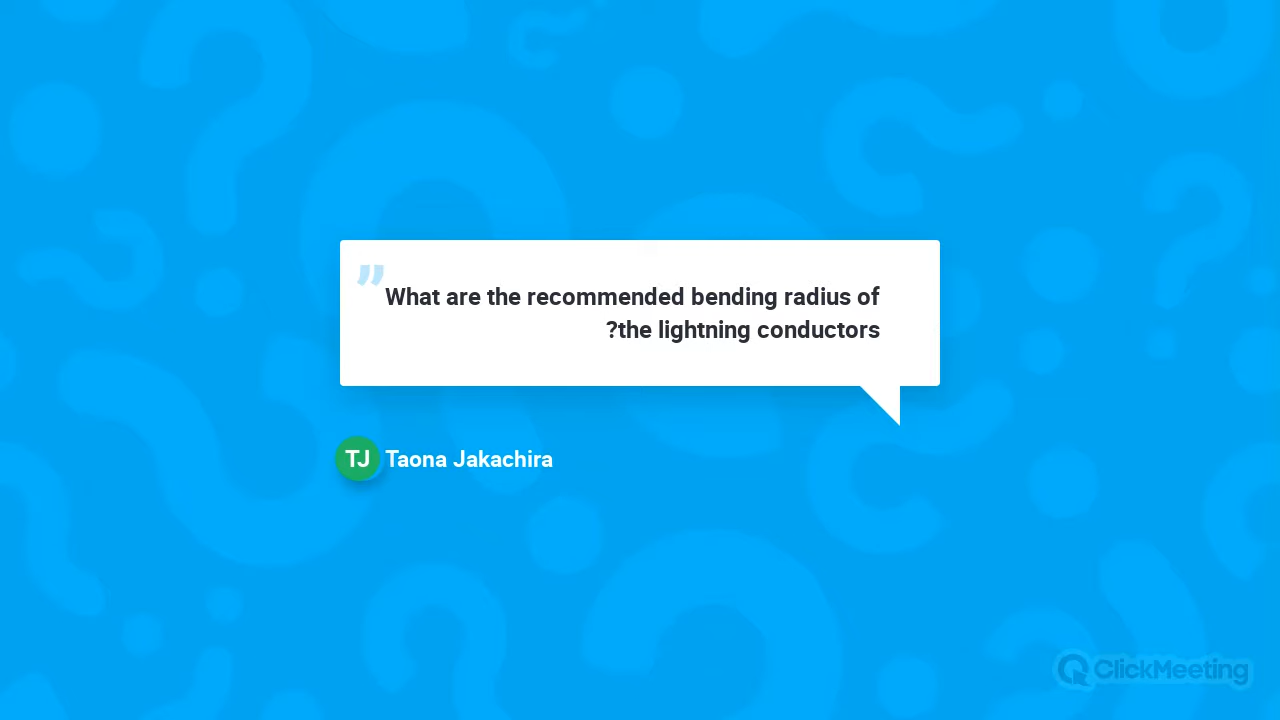 ”
What are the recommended bending radius of
?the lightning conductors
TJ Taona Jakachira
ClickMeeting